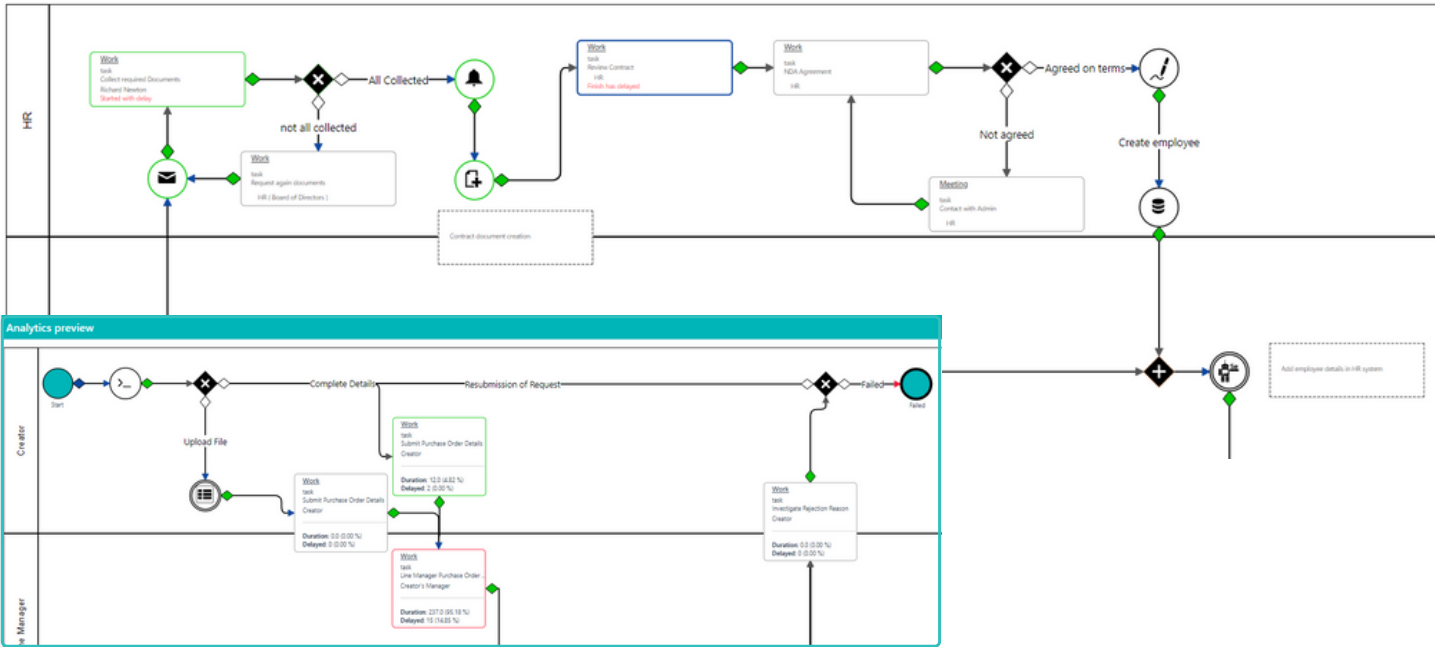 HR
Work
task
Collect required Documents
Richard Newton
Started with delay
All Collected
not all collected
Work
task
Request again documents
HR ( Board of Directors )
Contract document creation
Work
task
Review Contract
HR
Finish has delayed
Work
task
NDA Agreement
HR
Agreed on terms
Not agreed
Meeting
task
Contact with Admin
HR
Create employee
Add employee details in HR system
Analytics preview
Creator
Start
Complete Details
Resubmission of Request
Failed
Failed
Upload File
Work
task
Submit Purchase Order Details
Creator
Duration: 12.0 (4.82 %)
Delayed: 2 (0.00 %)
Work
task
Submit Purchase Order Details
Creator
Duration: 0.0 (0.00 %)
Delayed: 0 (0.00 %)
Work
task
Investigate Rejection Reason
Creator
Duration: 0.0 (0.00 %)
Delayed: 0 (0.00 %)
Work
task
Line Manager Purchase Order...
Creator's Manager
Duration: 237.0 (95.18 %)
Delayed: 15 (14.85 %)
Manager